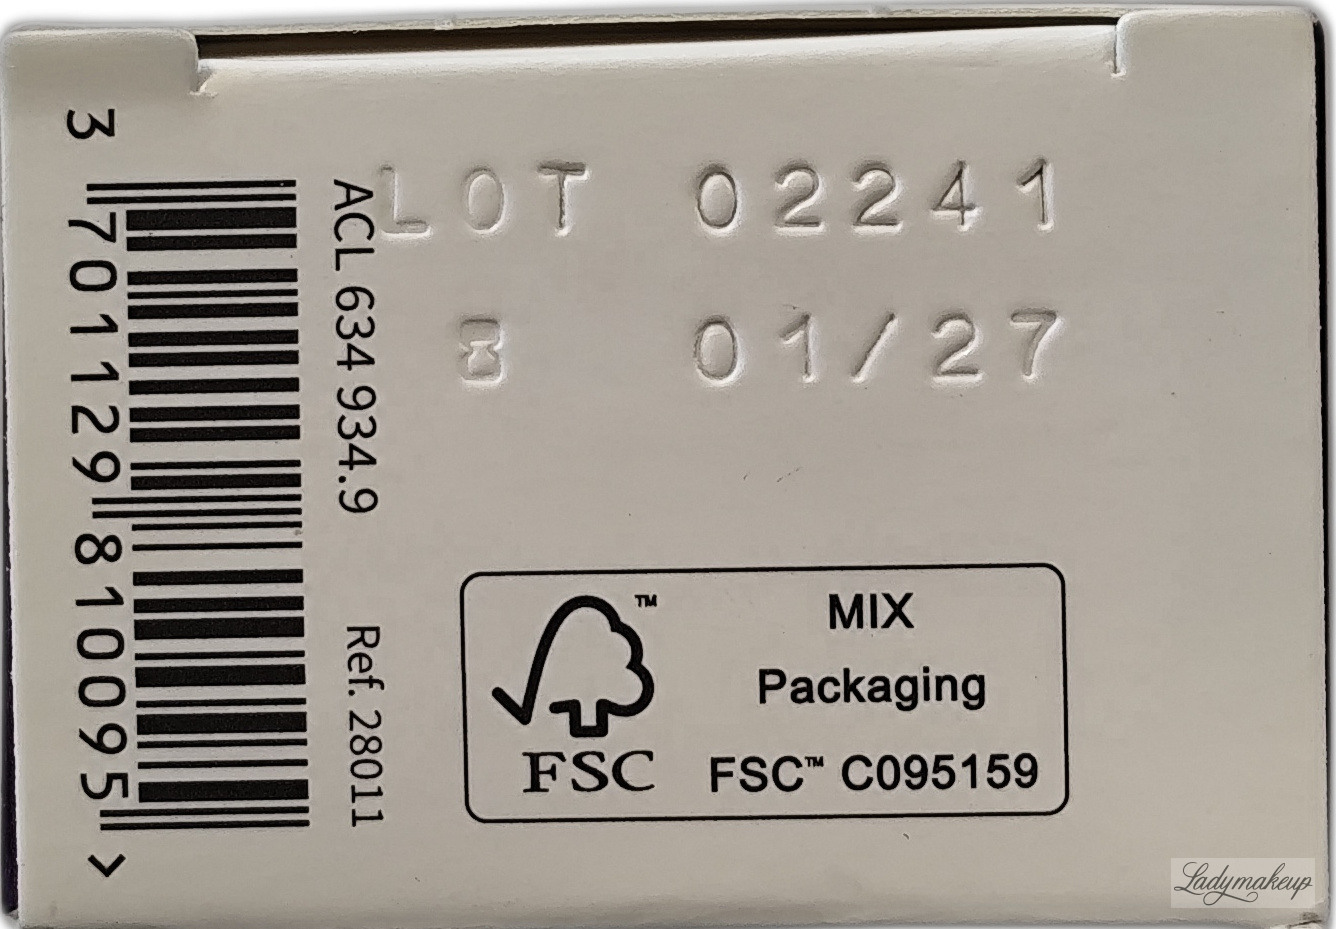 LOT 02241
⌛ 01/27
3 701129 810095 >
ACL 634 934.9 Ref. 28011
TM
FSC
MIX
Packaging
FSC™ C095159
Ladymakeup